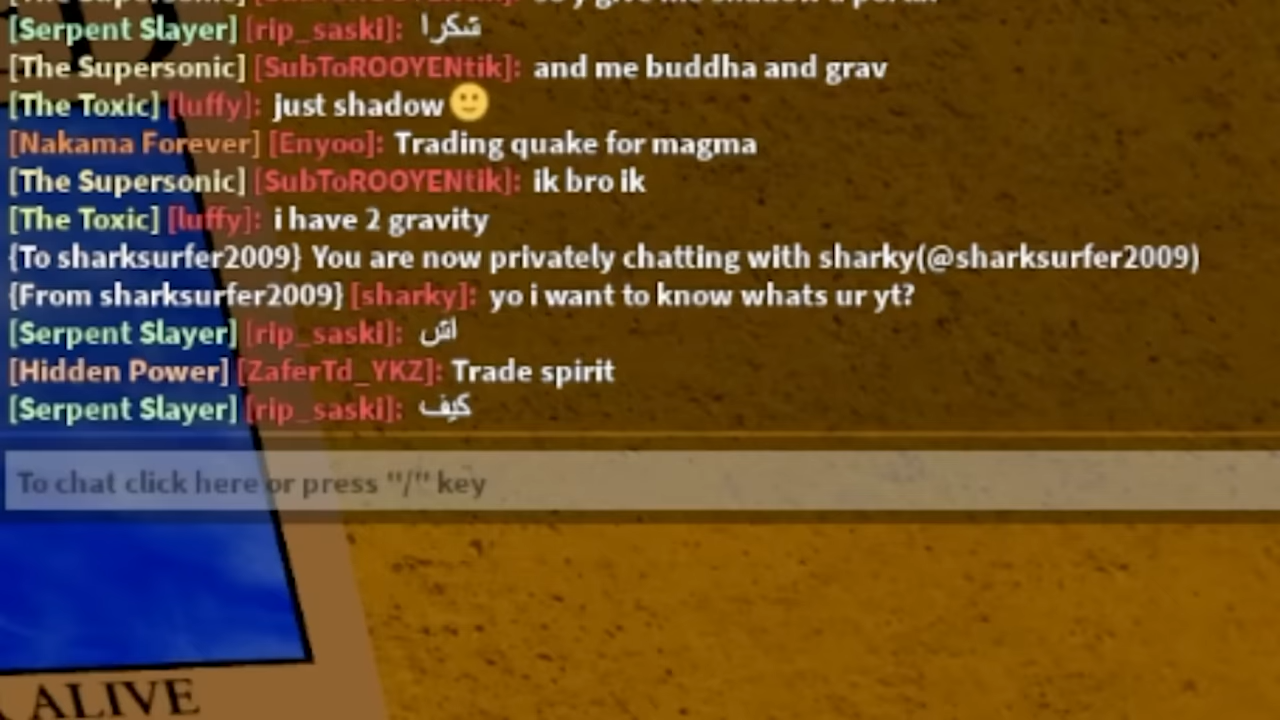 [Serpent Slayer] [rip_saski]: شكرا
[The Supersonic] [SubToROOYENtik]: and me buddha and grav
[The Toxic] [luffy]: just shadow🙂
[Nakama Forever] [Enyoo]: Trading quake for magma
[The Supersonic] [SubToROOYENtik]: ik bro ik
[The Toxic] [luffy]: i have 2 gravity
{To sharksurfer2009} You are now privately chatting with sharky(@sharksurfer2009)
{From sharksurfer2009} [sharky]: yo i want to know whats ur yt?
[Serpent Slayer] [rip_saski]: اش
[Hidden Power] [ZaferTd_YKZ]: Trade spirit
[Serpent Slayer] [rip_saski]: كيف
To chat click here or press "/" key
ALIVE